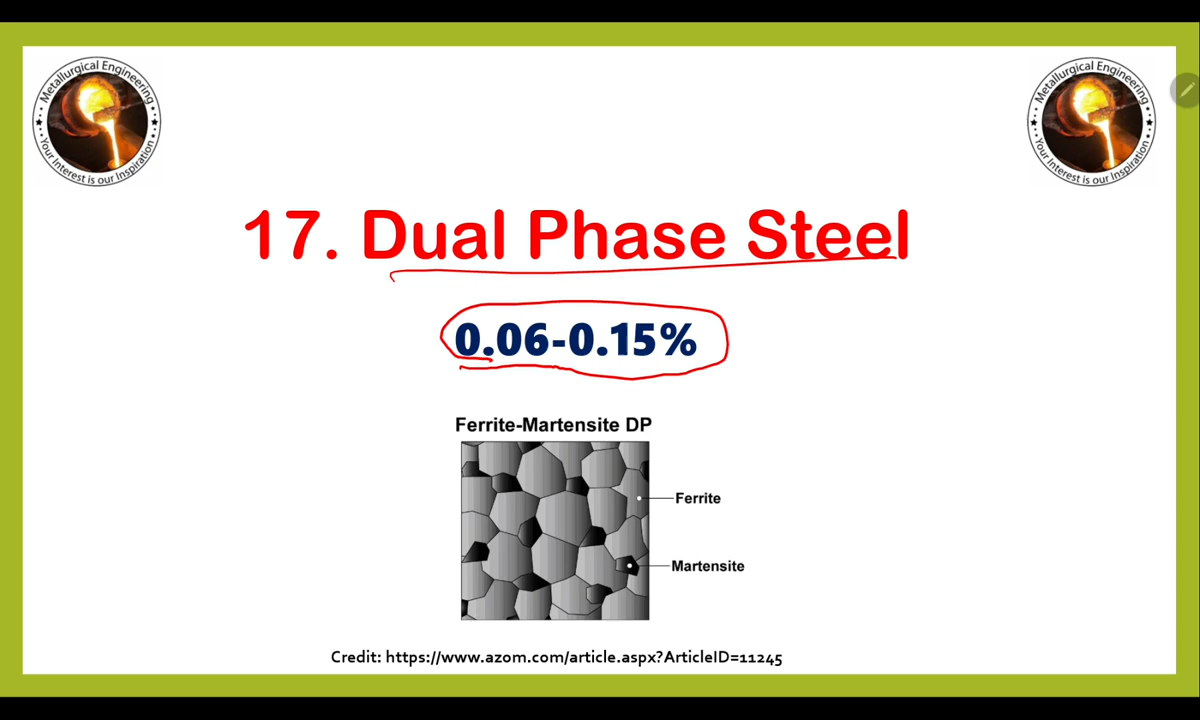 Metallurgical Engineering
Your Interest is our Inspiration
Metallurgical Engineering
Your Interest is our Inspiration
17. Dual Phase Steel
0.06-0.15%
Ferrite-Martensite DP
Ferrite
Martensite
Credit: https://www.azom.com/article.aspx?ArticleID=11245